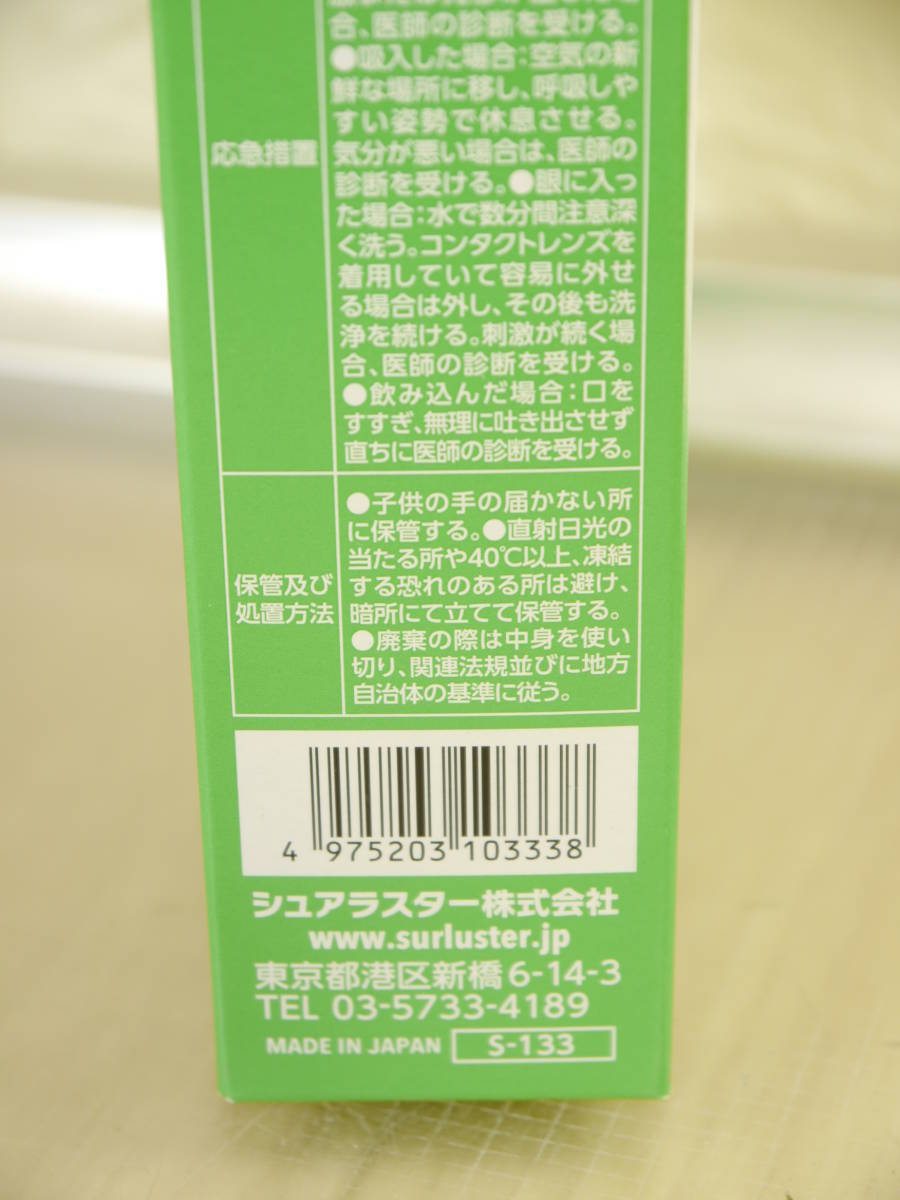 合、医師の診断を受ける。
●吸入した場合：空気の新
鮮な場所に移し、呼吸しや
すい姿勢で休息させる。
応急措置
気分が悪い場合は、医師の
診断を受ける。●眼に入っ
た場合：水で数分間注意深
く洗う。コンタクトレンズを
着用していて容易に外せ
る場合は外し、その後も洗
浄を続ける。刺激が続く場
合、医師の診断を受ける。
●飲み込んだ場合：口を
すすぎ、無理に吐き出させず
直ちに医師の診断を受ける。
保管及び
処置方法
●子供の手の届かない所
に保管する。●直射日光の
当たる所や40℃以上、凍結
する恐れのある所は避け、
暗所にて立てて保管する。
●廃棄の際は中身を使い
切り、関連法規並びに地方
自治体の基準に従う。
4 975203 103338
シュアラスター株式会社
www.surluster.jp
東京都港区新橋6-14-3
TEL 03-5733-4189
MADE IN JAPAN S-133